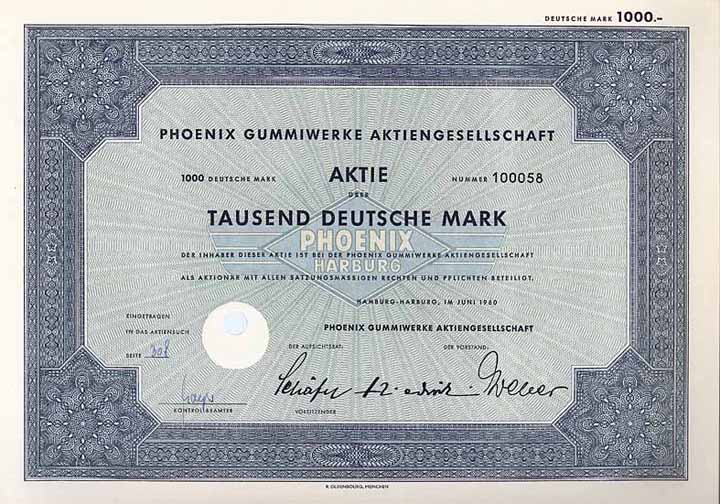 DEUTSCHE MARK 1000.-
PHOENIX GUMMIWERKE AKTIENGESELLSCHAFT
1000 DEUTSCHE MARK AKTIE NUMMER 100058
ÜBER
TAUSEND DEUTSCHE MARK
PHOENIX
HARBURG
DER INHABER DIESER AKTIE IST BEI DER PHOENIX GUMMIWERKE AKTIENGESELLSCHAFT
ALS AKTIONÄR MIT ALLEN SATZUNGSMÄSSIGEN RECHTEN UND PFLICHTEN BETEILIGT.
HAMBURG-HARBURG, IM JUNI 1960
EINGETRAGEN
IN DAS AKTIENBUCH
SEITE 308
PHOENIX GUMMIWERKE AKTIENGESELLSCHAFT
DER AUFSICHTSRAT: DER VORSTAND:
Schäfer
Weber
KONTROLLBEAMTER
VORSITZENDER
R. OLDENBOURG, MÜNCHEN